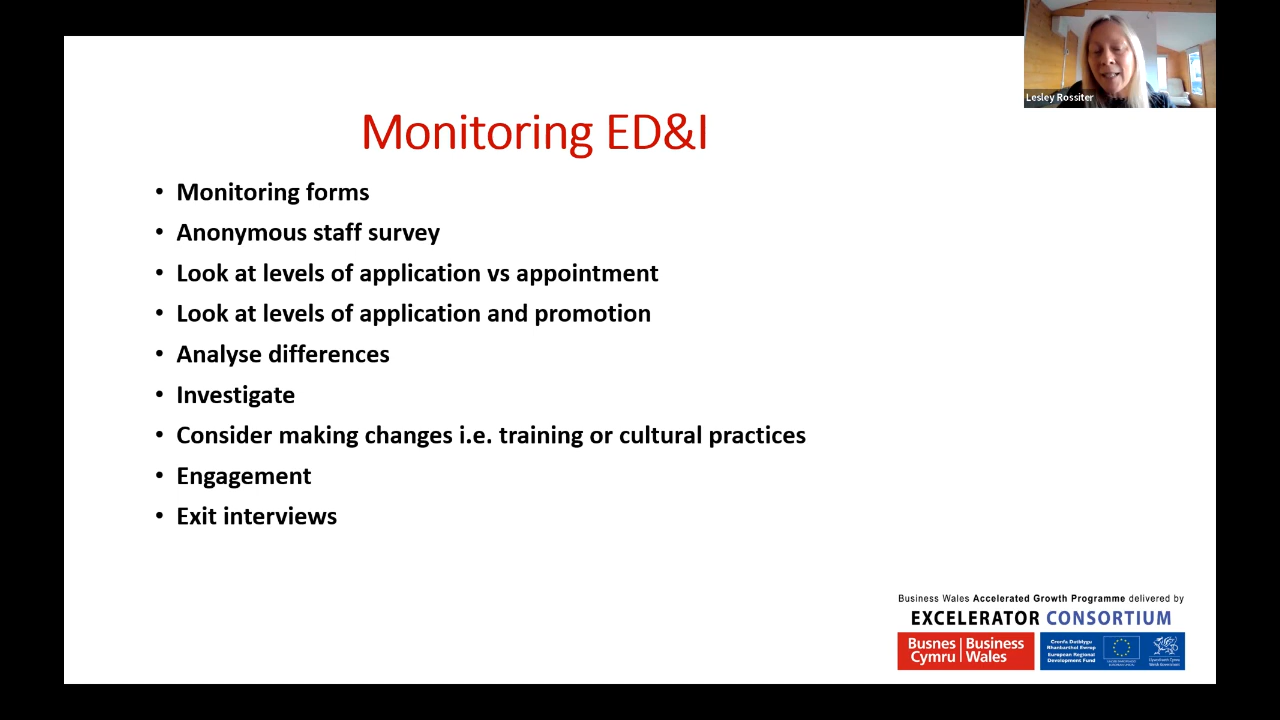 Lesley Rossiter
Monitoring ED&I
• Monitoring forms
• Anonymous staff survey
• Look at levels of application vs appointment
• Look at levels of application and promotion
• Analyse differences
• Investigate
• Consider making changes i.e. training or cultural practices
• Engagement
• Exit interviews
Business Wales Accelerated Growth Programme delivered by
EXCELERATOR CONSORTIUM
Busnes Cymru
Business Wales
Cronfa Datblygu
Rhanbarthol Ewrop
European Regional
Development Fund
Llywodraeth Cymru
Welsh Government